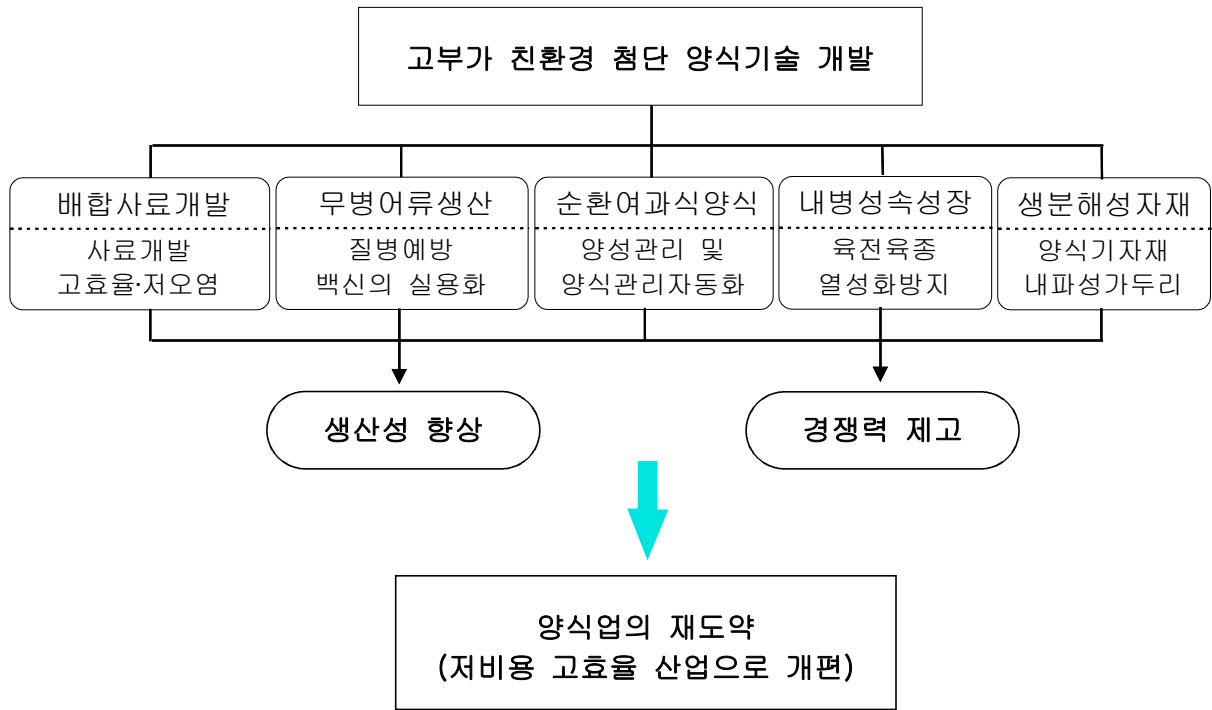 고부가 친환경 첨단 양식기술 개발
배합사료개발
사료개발
고효율·저오염
무병어류생산
질병예방
백신의 실용화
순환여과식양식
양성관리 및
양식관리자동화
내병성속성장
육전육종
열성화방지
생분해성자재
양식기자재
내파성가두리
생산성 향상
경쟁력 제고
양식업의 재도약
(저비용 고효율 산업으로 개편)